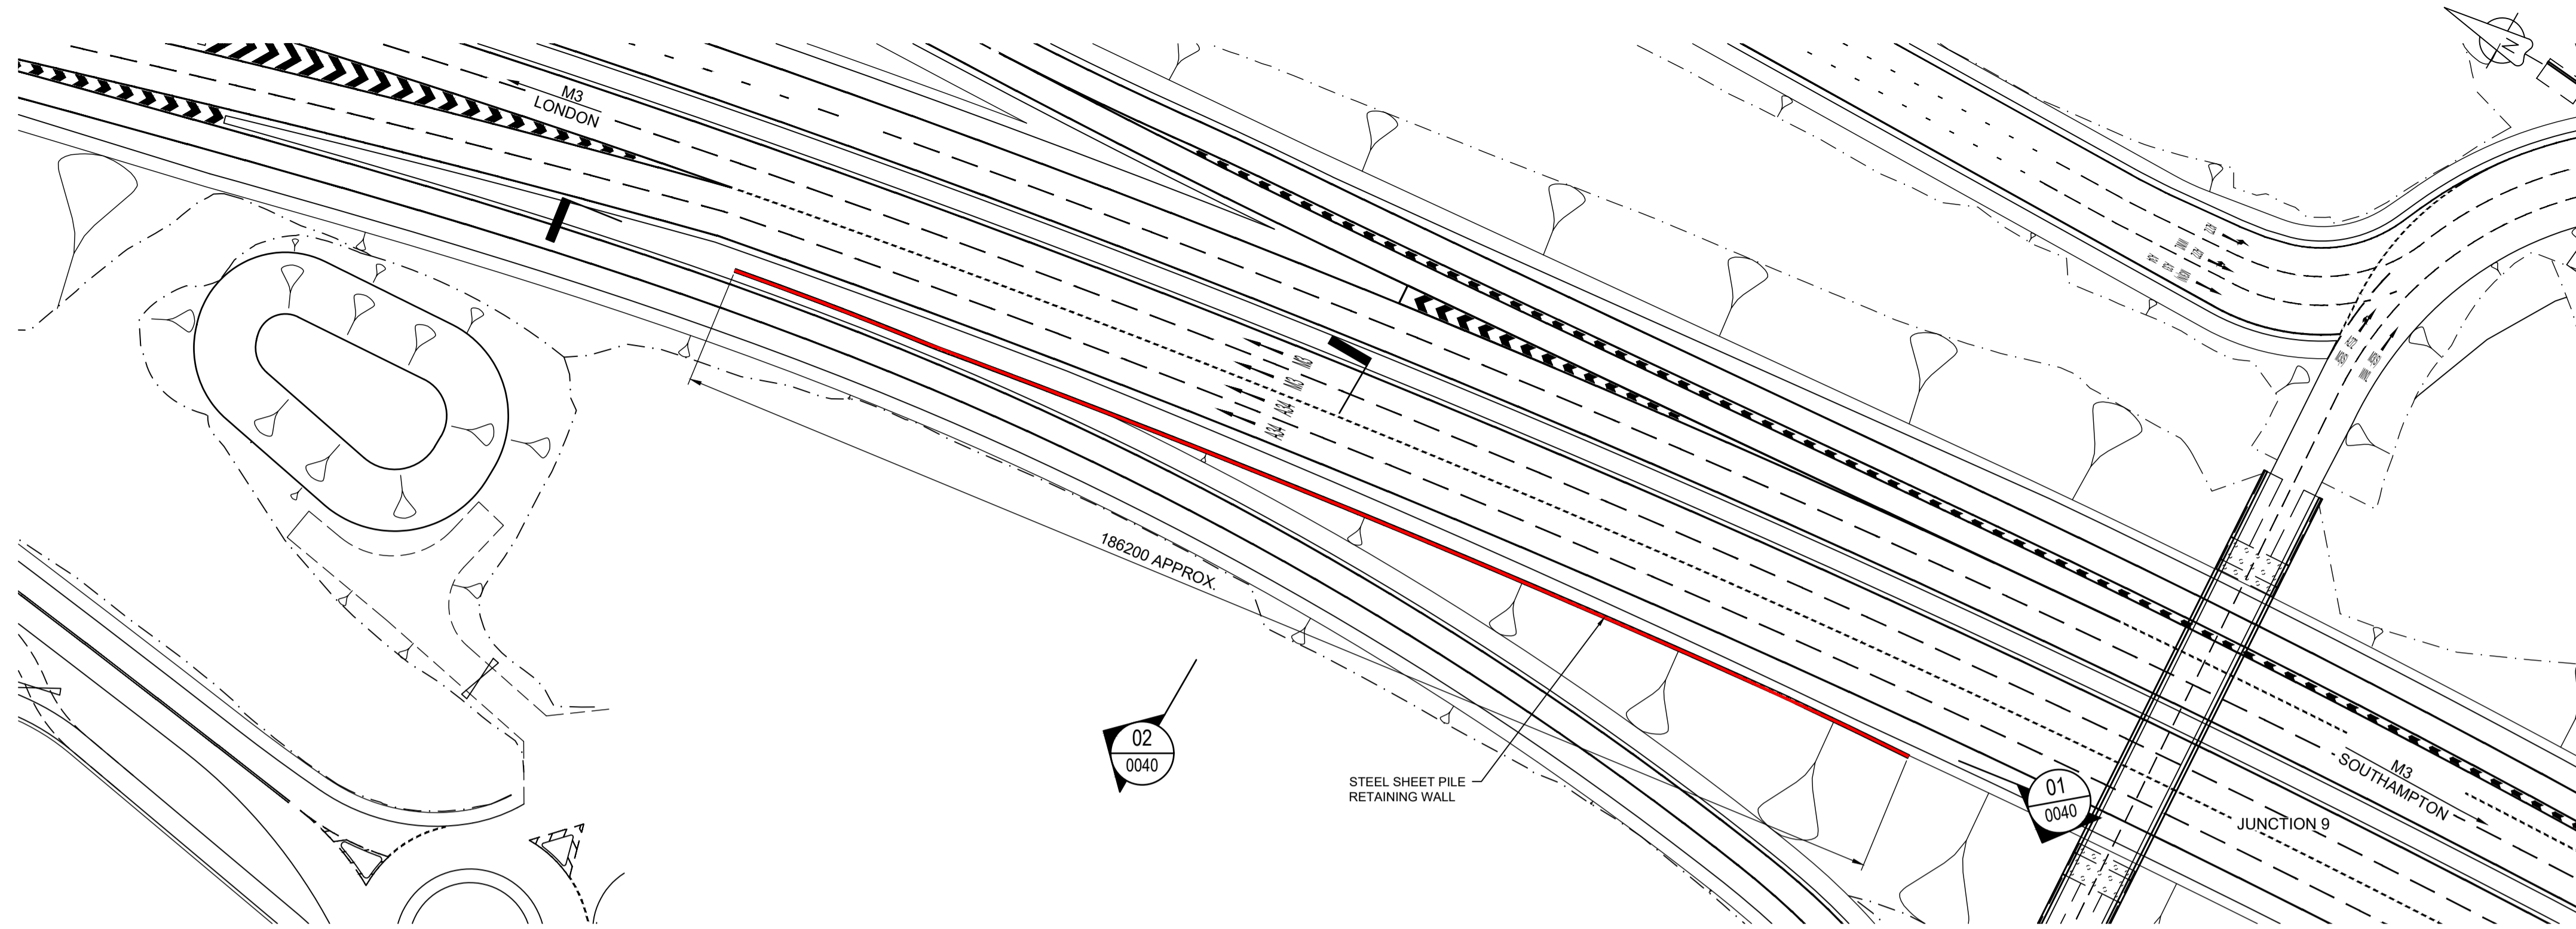 M3
LONDON
N
M3
M3
A34
A34
186200 APPROX.
02
0040
STEEL SHEET PILE
RETAINING WALL
01
0040
M3
SOUTHAMPTON
JUNCTION 9